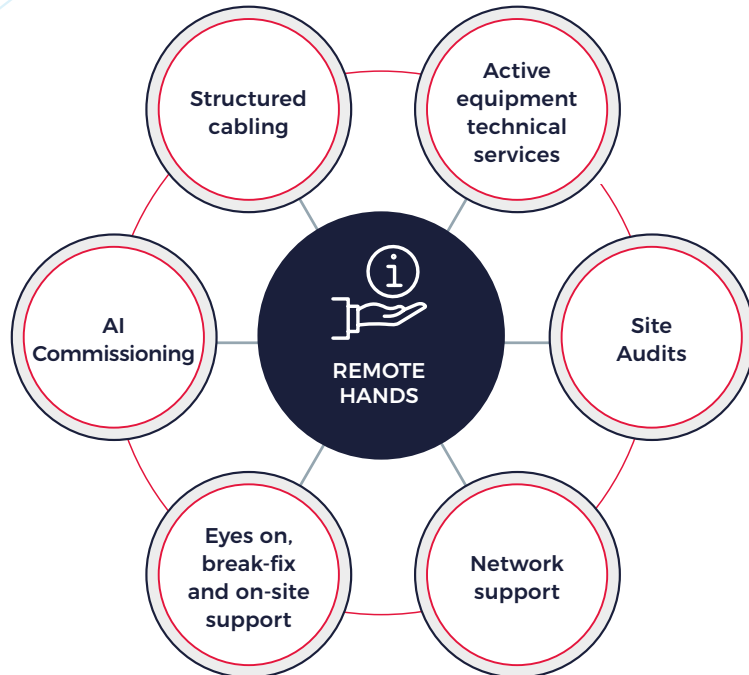 Structured
cabling
Active
equipment
technical
services
AI
Commissioning
REMOTE
HANDS
Site
Audits
Eyes on,
break-fix
and on-site
support
Network
support